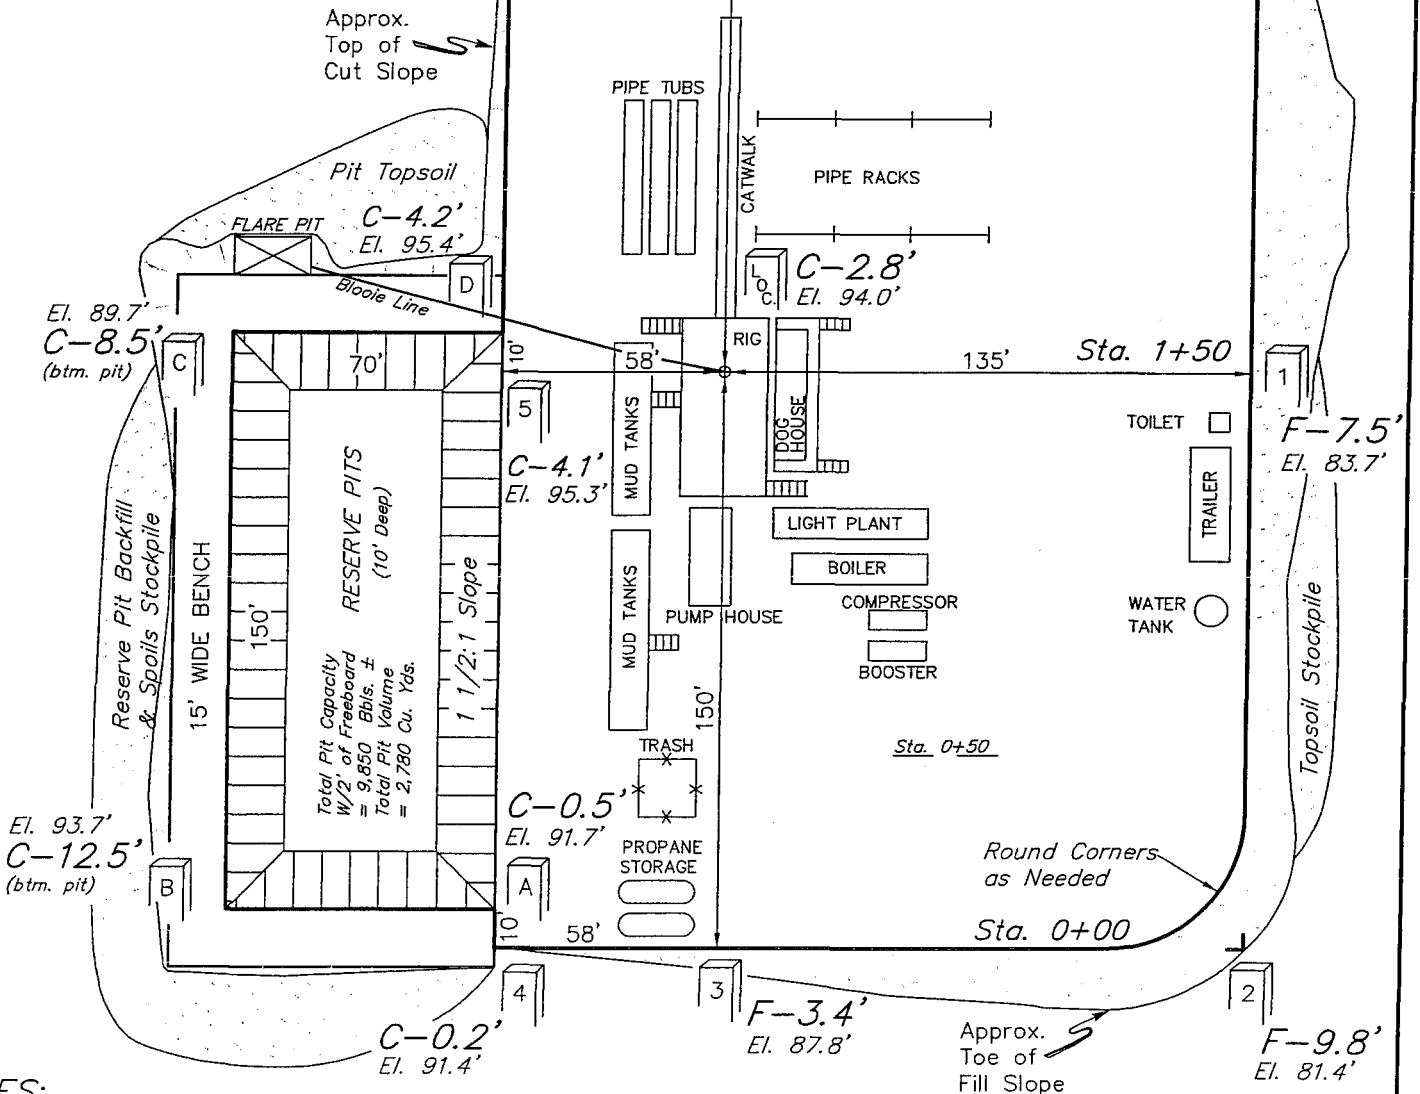 Approx.
Top of
Cut Slope
PIPE TUBS
CATWALK
PIPE RACKS
Pit Topsoil
FLARE PIT
C-4.2'
El. 95.4'
D
Blooie Line
LOC.
C-2.8'
El. 94.0'
El. 89.7'
C-8.5'
(btm. pit)
C
70'
10'
58'
RIG
135'
Sta. 1+50
1
F-7.5'
El. 83.7'
5
C-4.1'
El. 95.3'
MUD TANKS
DOG
HOUSE
TOILET
TRAILER
LIGHT PLANT
BOILER
COMPRESSOR
BOOSTER
PUMP HOUSE
MUD TANKS
WATER
TANK
Reserve Pit Backfill
& Spoils Stockpile
15' WIDE BENCH
150'
RESERVE PITS
(10' Deep)
1 1/2:1 Slope
Total Pit Capacity
W/2' of Freeboard
= 9,850 Bbls. ±
Total Pit Volume
= 2,780 Cu. Yds.
150'
Topsoil Stockpile
Sta. 0+50
TRASH
C-0.5'
El. 91.7'
A
PROPANE
STORAGE
El. 93.7'
C-12.5'
(btm. pit)
B
Round Corners
as Needed
10'
58'
Sta. 0+00
4
C-0.2'
El. 91.4'
3
F-3.4'
El. 87.8'
Approx.
Toe of
Fill Slope
2
F-9.8'
El. 81.4'